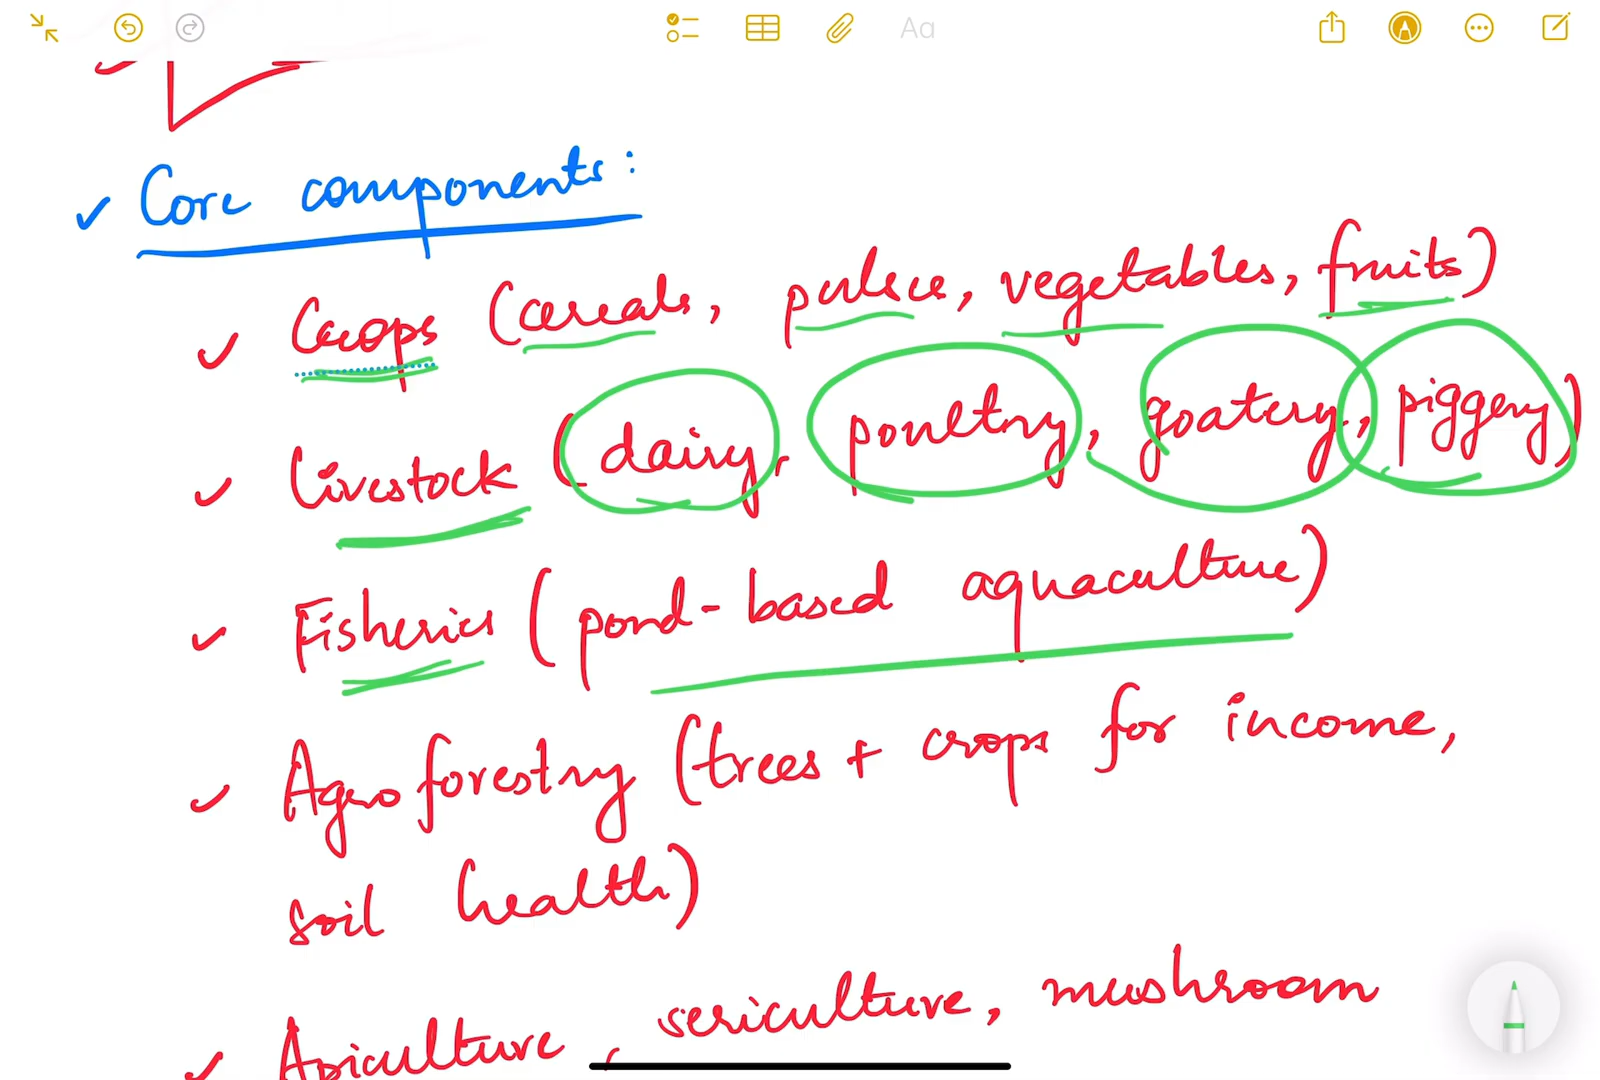 Aa
✓ Core components:
✓ Crops (cereals, pulses, vegetables, fruits)
✓ Livestock (dairy, poultry, goatery, piggery)
✓ Fisheries (pond-based aquaculture)
✓ Agroforestry (trees + crops for income,
soil health)
✓ Apiculture, sericulture, mushroom